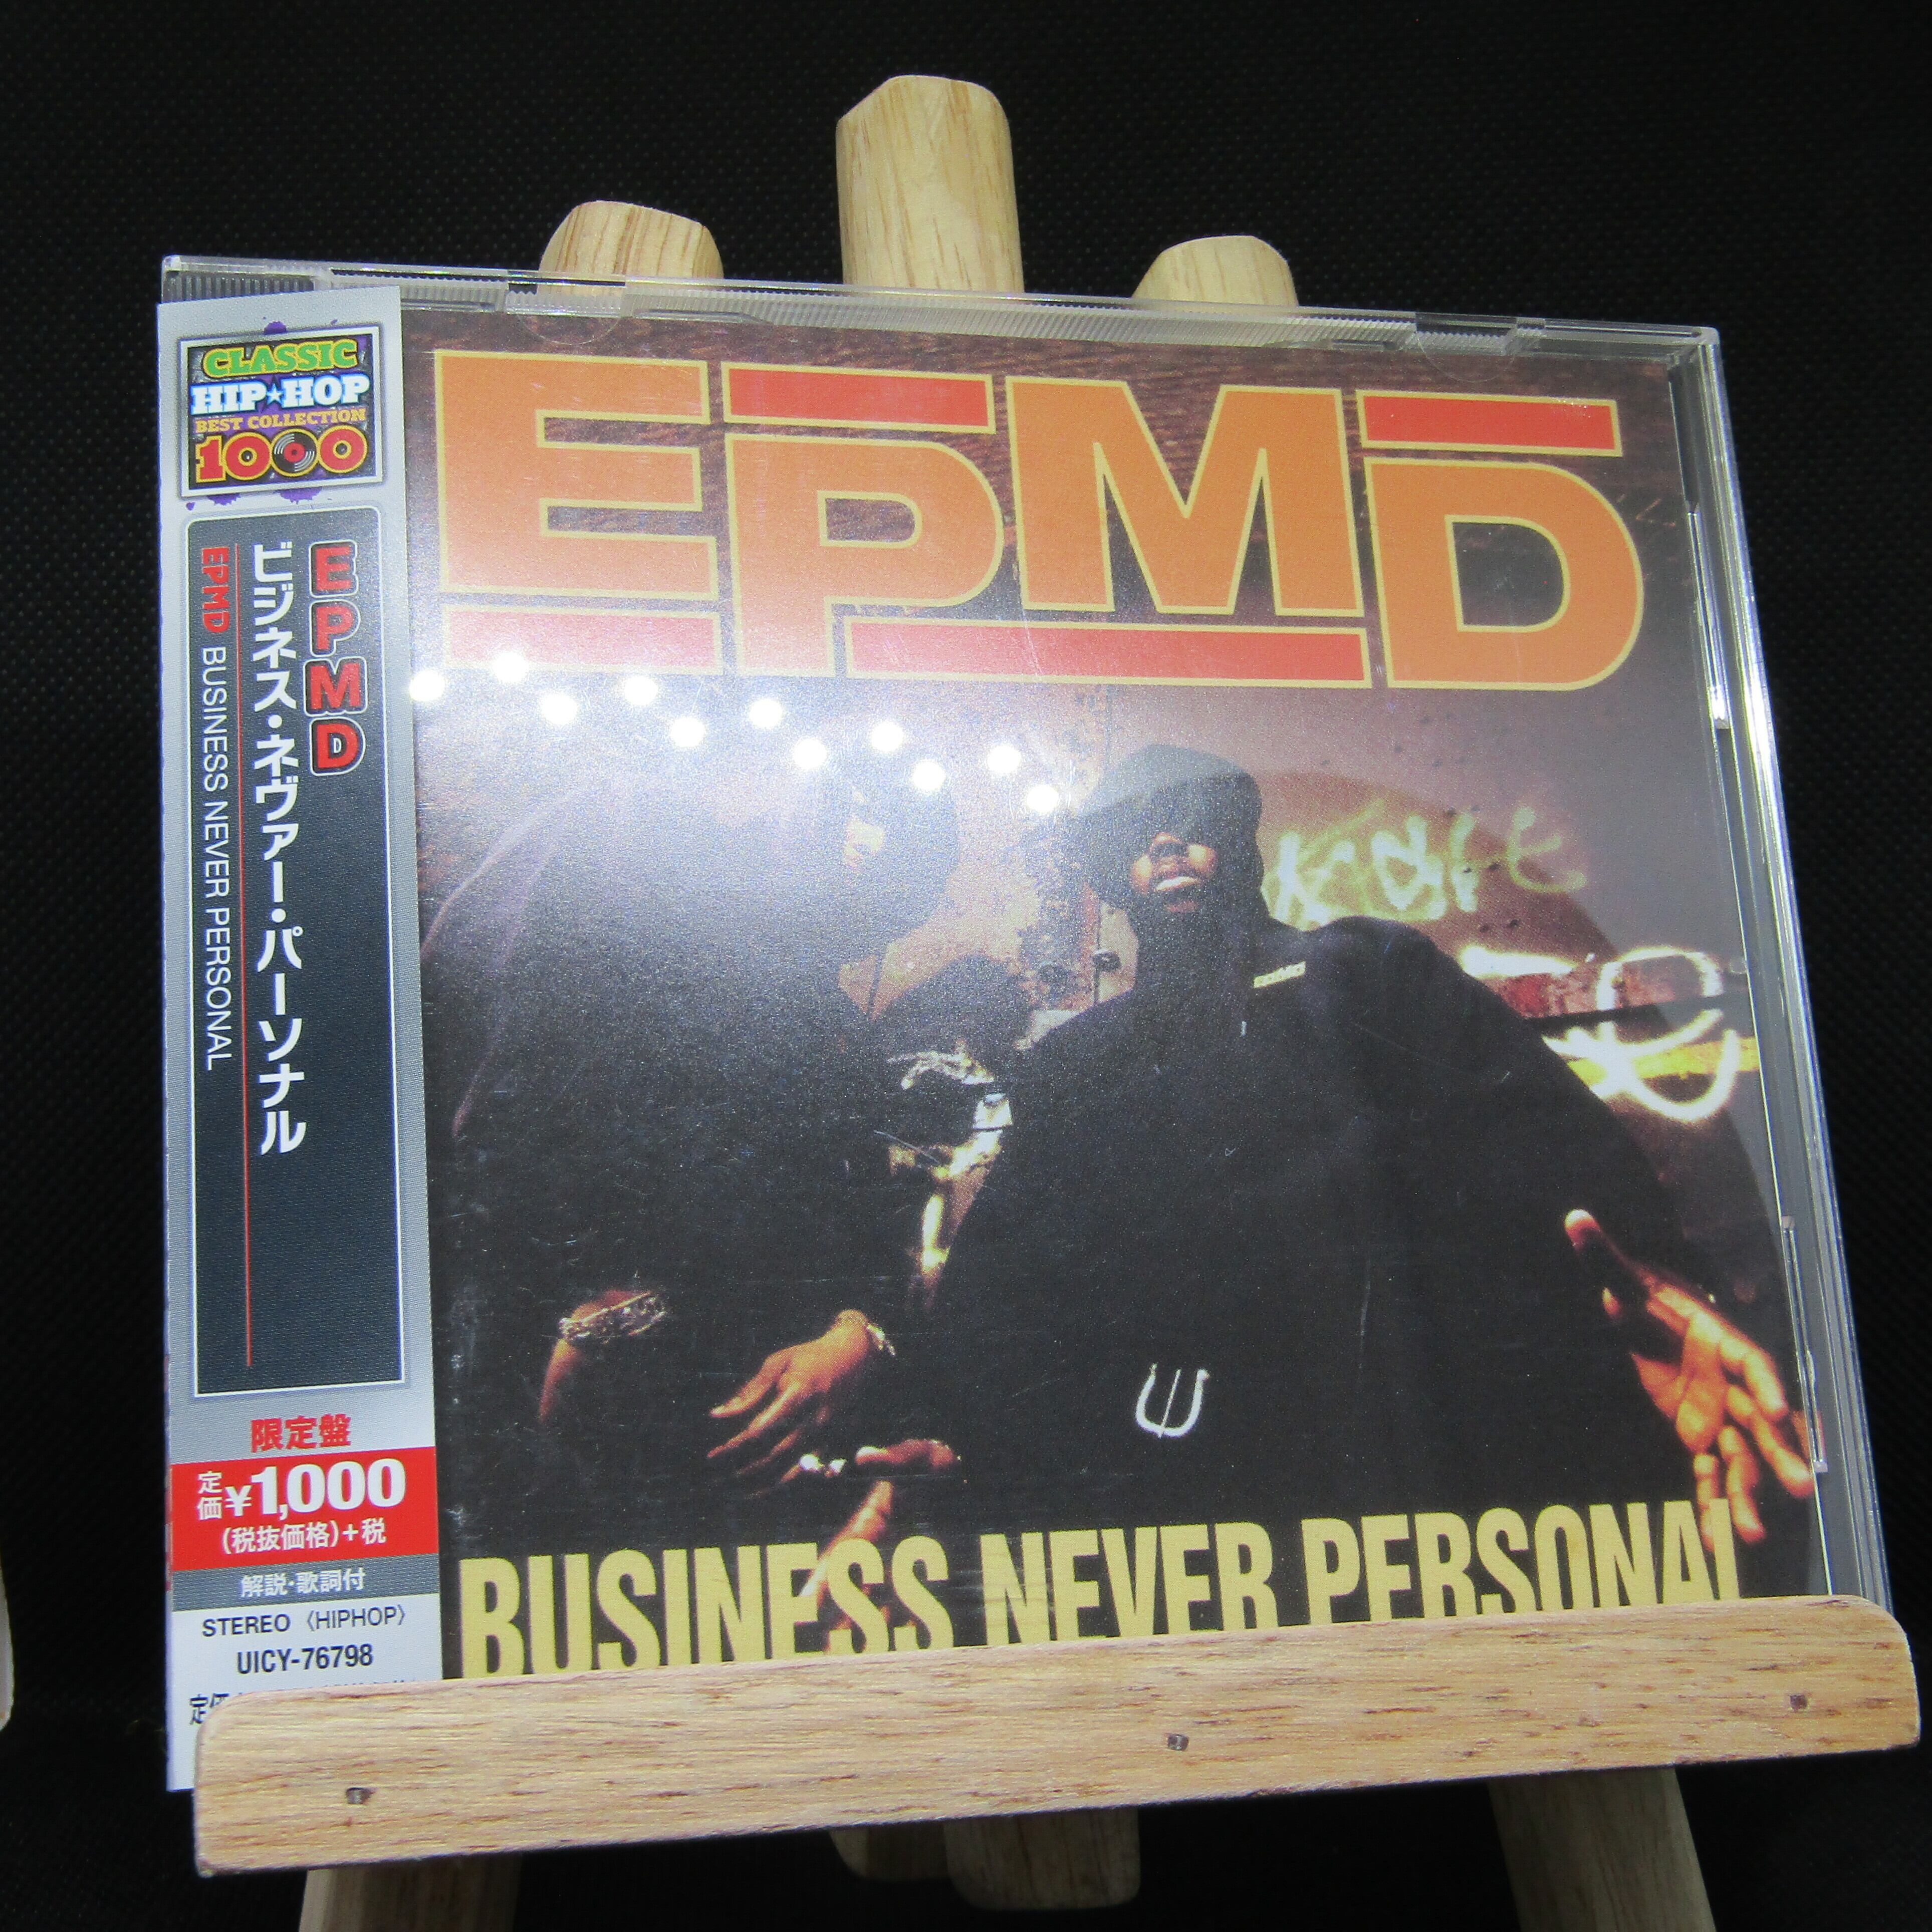 CLASSIC
HIP★HOP
BEST COLLECTION
1000
EPMD
ビジネス・ネヴァー・パーソナル
EPMD BUSINESS NEVER PERSONAL
限定盤
定価¥1,000
(税抜価格)+税
解説・歌詞付
STEREO 〈HIPHOP〉
UICY-76798
EPMD
EPMD
BUSINESS NEVER PERSONAL